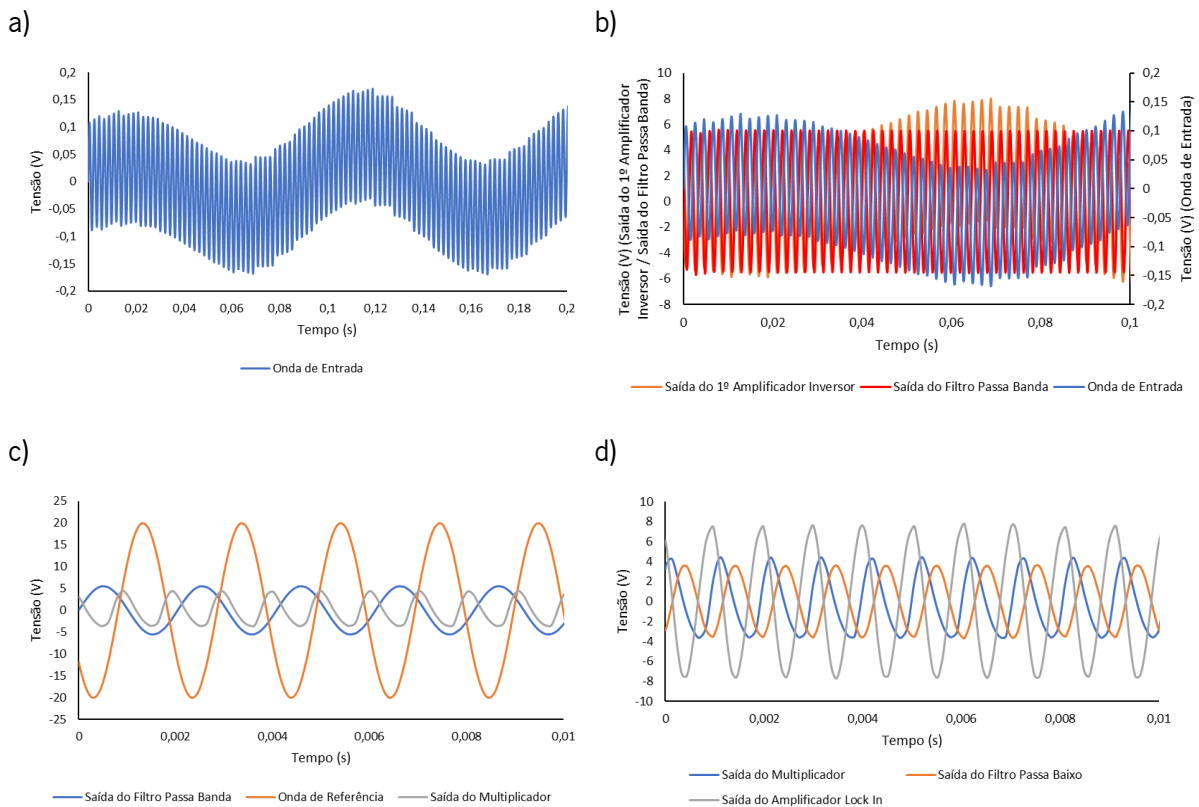 a)
b)
Tensão (V)
0,2
0,15
0,1
0,05
0
-0,05
-0,1
-0,15
-0,2
0 0,02 0,04 0,06 0,08 0,1 0,12 0,14 0,16 0,18 0,2
Tempo (s)
Onda de Entrada
Tensão (V) (Saída do 1º Amplificador
Inversor / Saída do Filtro Passa Banda)
10
8
6
4
2
0
-2
-4
-6
-8
0,2
0,15
0,1
0,05
0
-0,05
-0,1
-0,15
-0,2
Tensão (V) (Onda de Entrada)
0 0,02 0,04 0,06 0,08 0,1
Tempo (s)
Saída do 1º Amplificador Inversor Saída do Filtro Passa Banda Onda de Entrada
c)
d)
Tensão (V)
25
20
15
10
5
0
-5
-10
-15
-20
-25
0 0,002 0,004 0,006 0,008 0,01
Tempo (s)
Saída do Filtro Passa Banda Onda de Referência Saída do Multiplicador
Tensão (V)
10
8
6
4
2
0
-2
-4
-6
-8
-10
0 0,002 0,004 0,006 0,008 0,01
Tempo (s)
Saída do Multiplicador Saída do Filtro Passa Baixo
Saída do Amplificador Lock In